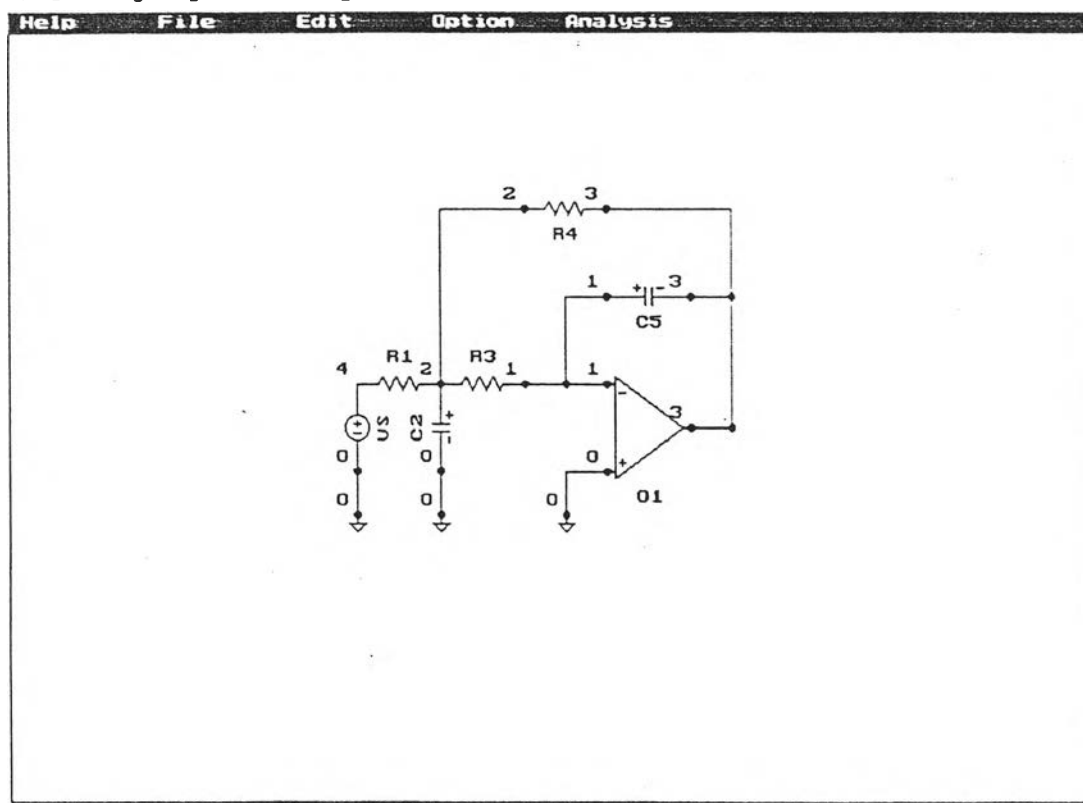 Help File Edit Option Analysis
2 3
R4
1 + - 3
C5
R1 R3
4 2 1 1
-
3
+ - VS C2 + -
0 0 0 +
O1
0 0 0